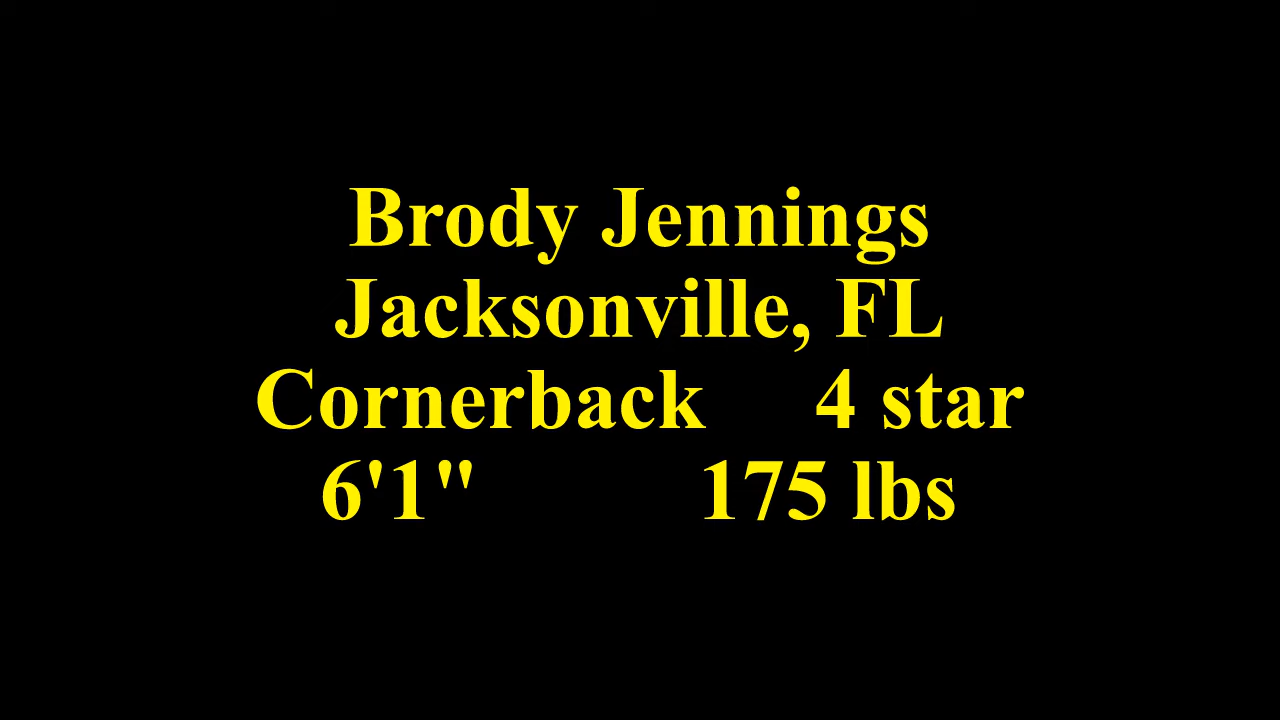 Brody Jennings
Jacksonville, FL
Cornerback 4 star
6'1" 175 lbs